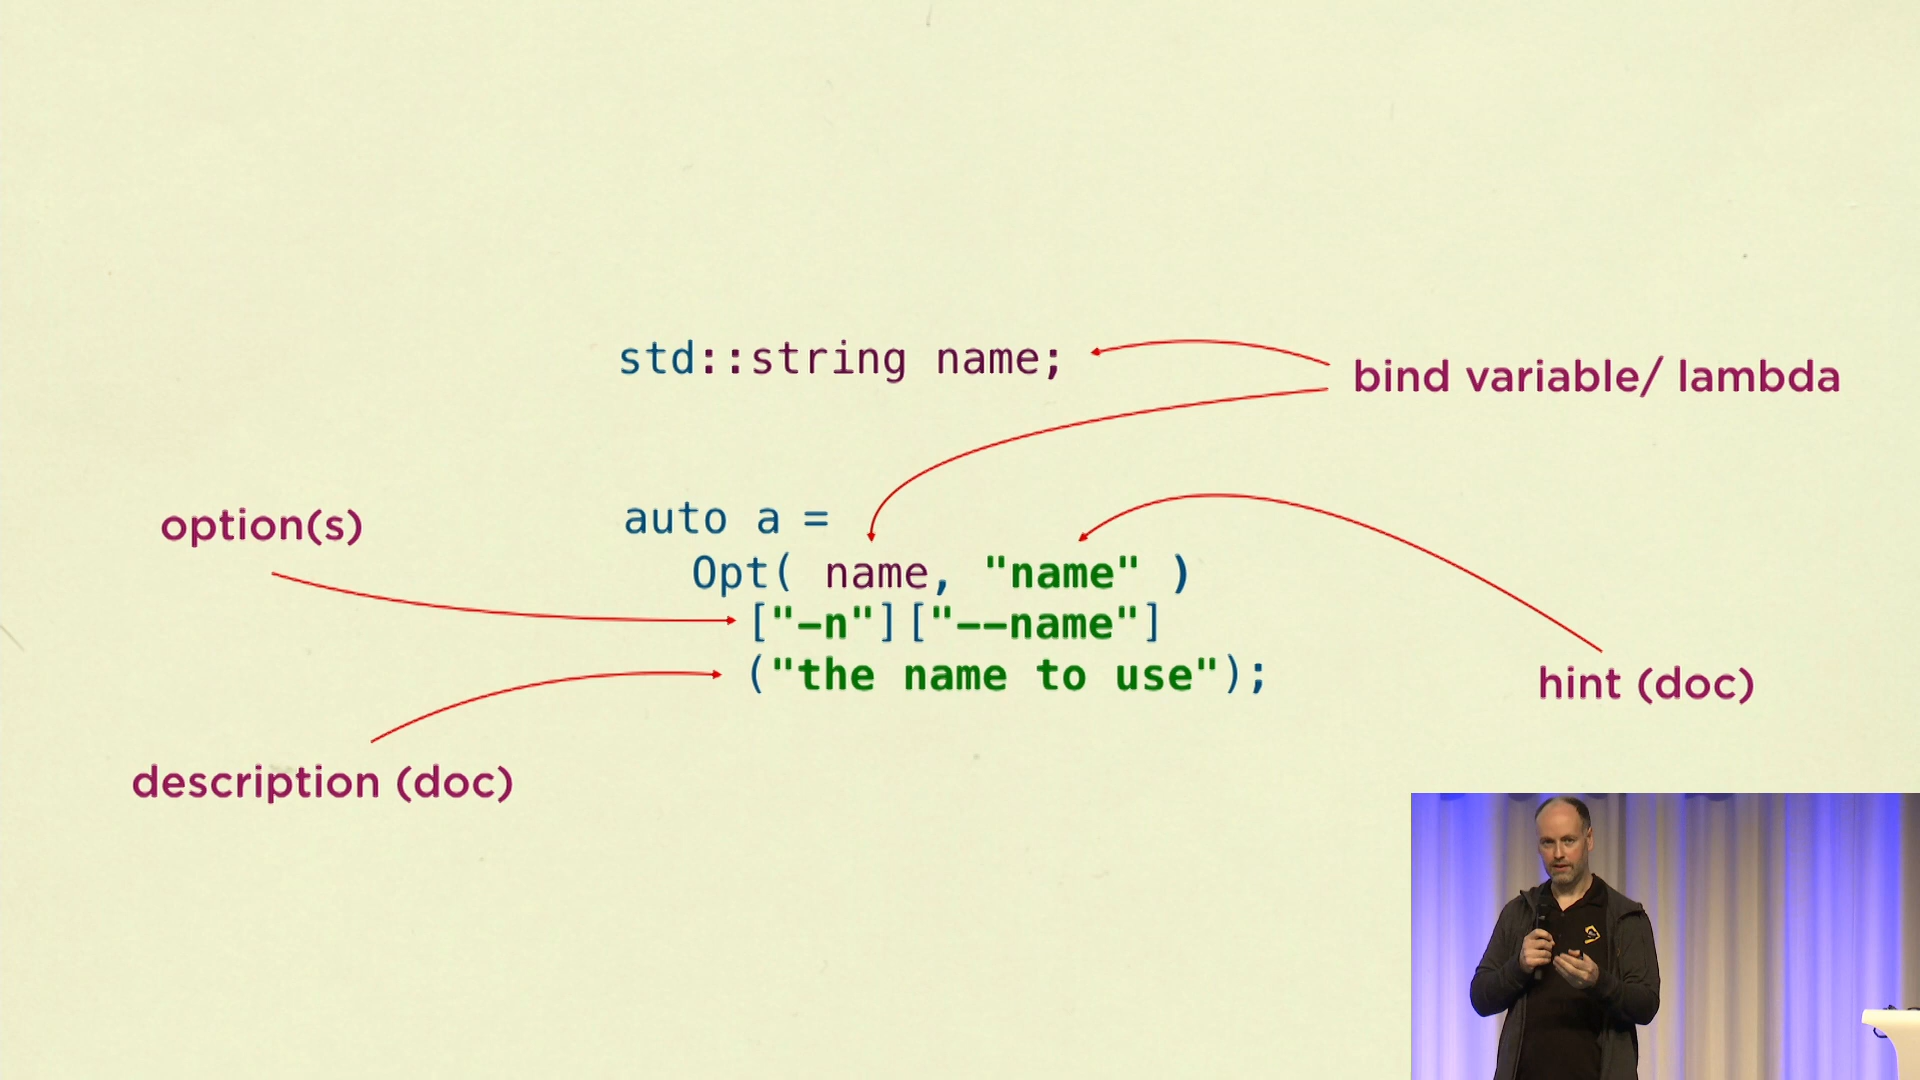 std::string name;
bind variable/ lambda
option(s)
auto a =
Opt( name, "name" )
["-n"]["--name"]
("the name to use");
hint (doc)
description (doc)